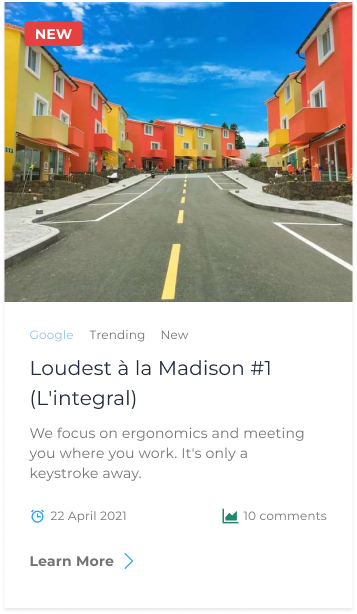 NEW
Google Trending New
Loudest à la Madison #1
(L'integral)
We focus on ergonomics and meeting
you where you work. It's only a
keystroke away.
22 April 2021 10 comments
Learn More